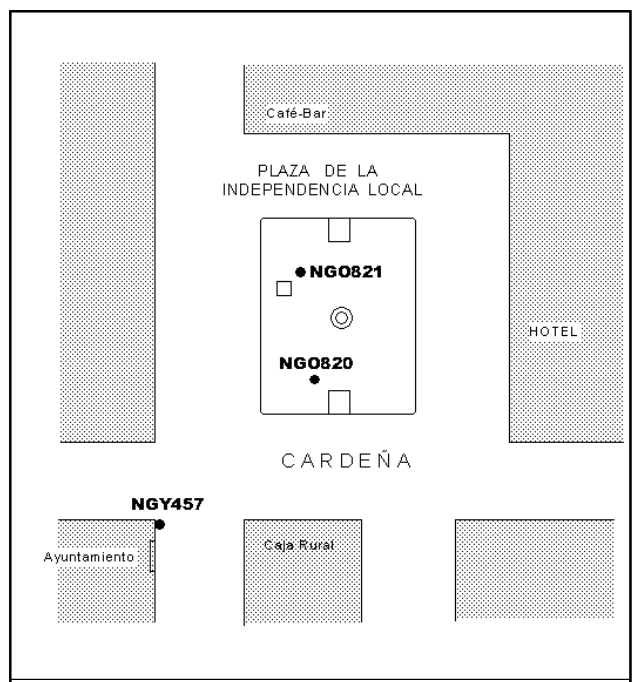 Café-Bar
PLAZA DE LA
INDEPENDENCIA LOCAL
NGO821
HOTEL
NGO820
CARDEÑA
NGY457
Ayuntamiento
Caja Rural